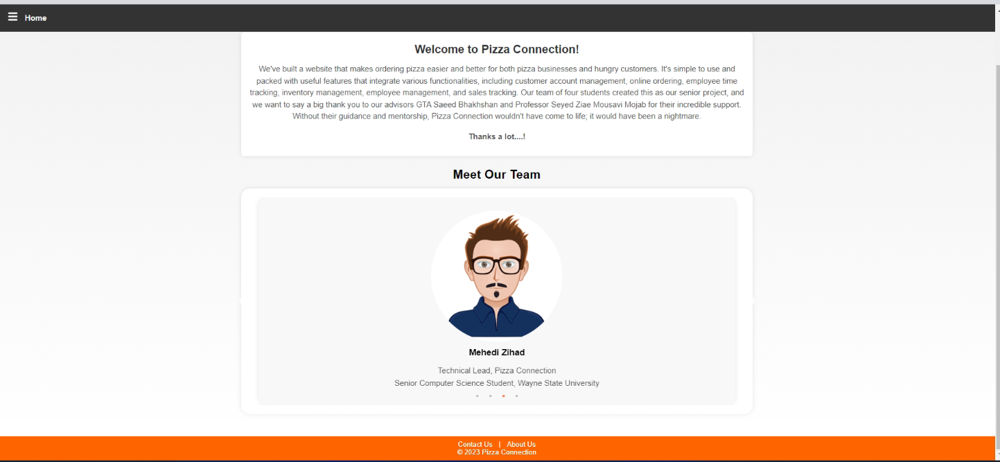 Home
Welcome to Pizza Connection!
We've built a website that makes ordering pizza easier and better for both pizza businesses and hungry customers. It's simple to use and
packed with useful features that integrate various functionalities, including customer account management, online ordering, employee time
tracking, inventory management, employee management, and sales tracking. Our team of four students created this as our senior project, and
we want to say a big thank you to our advisors GTA Saeed Bhakhshan and Professor Seyed Ziae Mousavi Mojab for their incredible support.
Without their guidance and mentorship, Pizza Connection wouldn't have come to life; it would have been a nightmare.
Thanks a lot....!
Meet Our Team
Mehedi Zihad
Technical Lead, Pizza Connection
Senior Computer Science Student, Wayne State University
Contact Us | About Us
© 2023 Pizza Connection